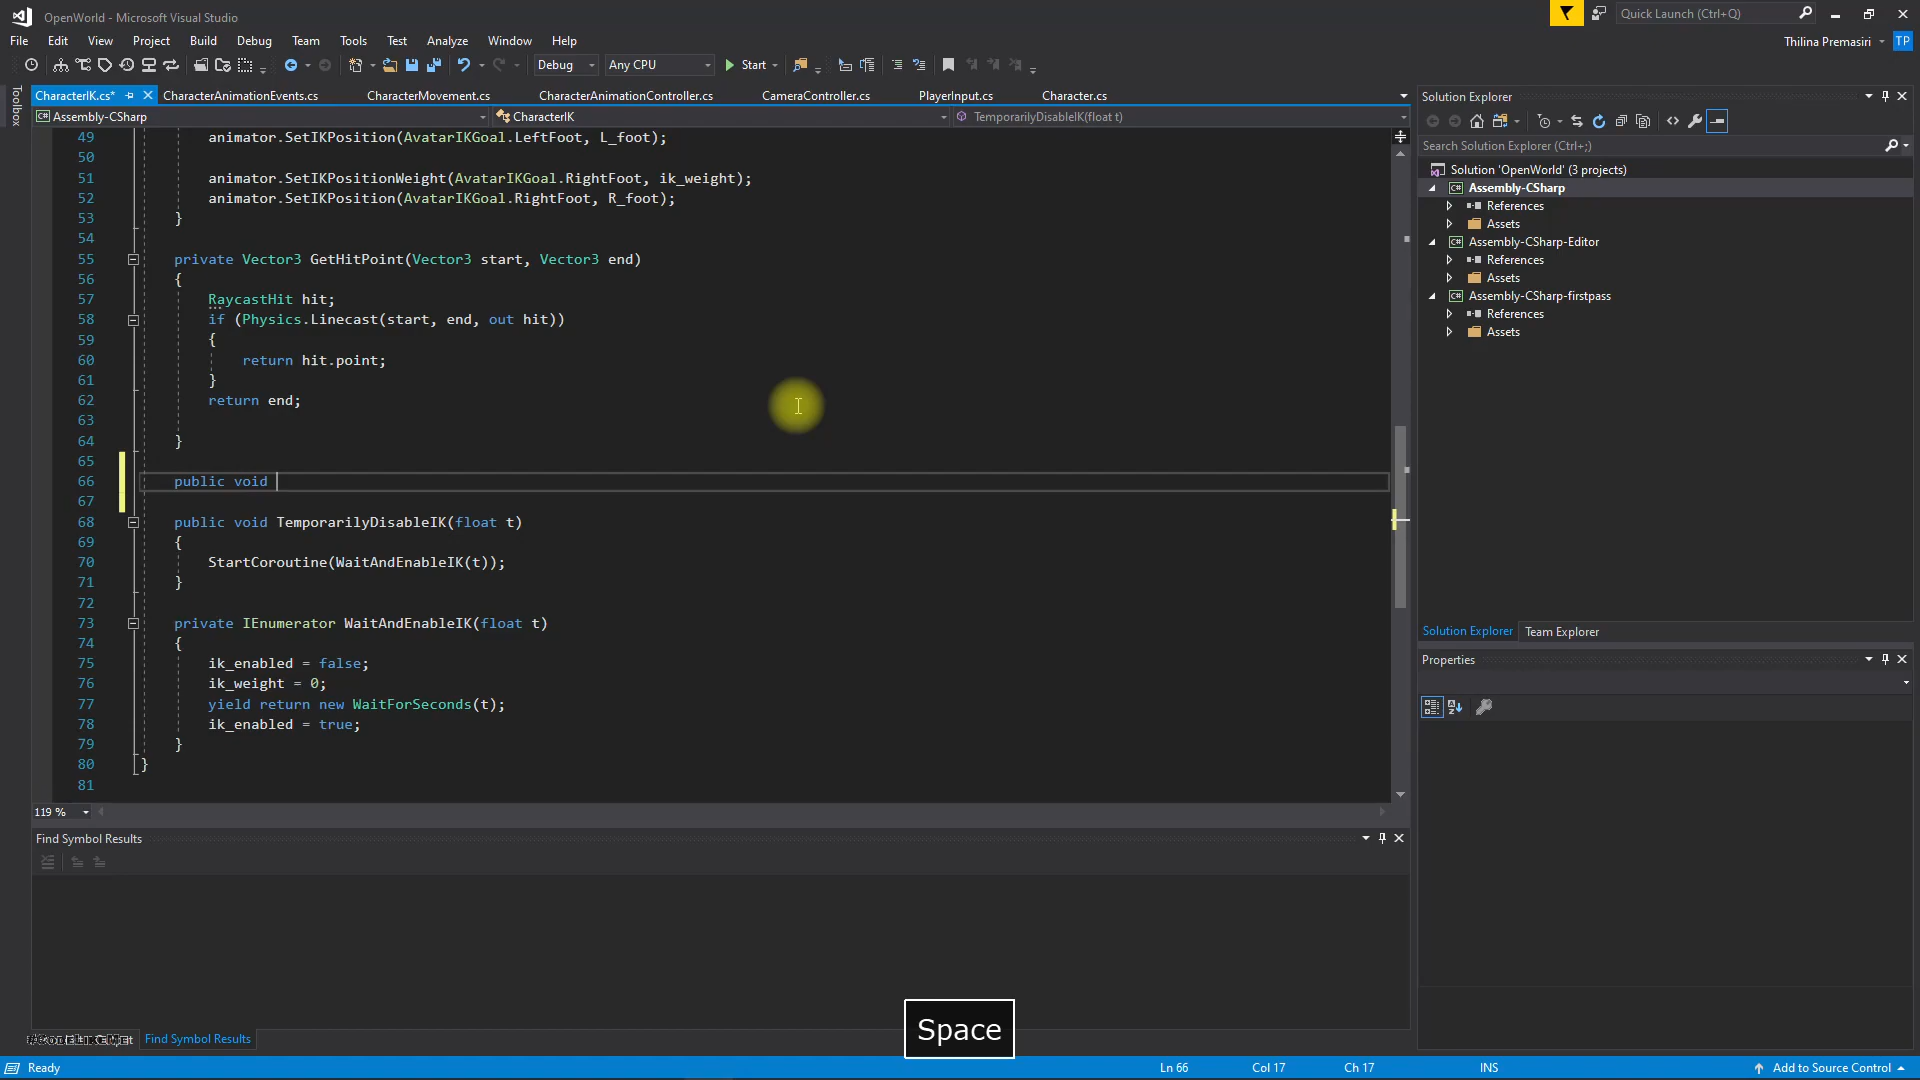 OpenWorld - Microsoft Visual Studio
Quick Launch (Ctrl+Q)
File Edit View Project Build Debug Team Tools Test Analyze Window Help
Thilina Premasiri TP
Debug Any CPU Start
Toolbox
CharacterIK.cs* CharacterAnimationEvents.cs CharacterMovement.cs CharacterAnimationController.cs CameraController.cs PlayerInput.cs Character.cs
Assembly-CSharp CharacterIK TemporarilyDisableIK(float t)
49 animator.SetIKPosition(AvatarIKGoal.LeftFoot, L_foot);
50
51 animator.SetIKPositionWeight(AvatarIKGoal.RightFoot, ik_weight);
52 animator.SetIKPosition(AvatarIKGoal.RightFoot, R_foot);
53 }
54
55 private Vector3 GetHitPoint(Vector3 start, Vector3 end)
56 {
57 RaycastHit hit;
58 if (Physics.Linecast(start, end, out hit))
59 {
60 return hit.point;
61 }
62 return end;
63
64 }
65
66 public void
67
68 public void TemporarilyDisableIK(float t)
69 {
70 StartCoroutine(WaitAndEnableIK(t));
71 }
72
73 private IEnumerator WaitAndEnableIK(float t)
74 {
75 ik_enabled = false;
76 ik_weight = 0;
77 yield return new WaitForSeconds(t);
78 ik_enabled = true;
79 }
80 }
81
119 %
Find Symbol Results
Find Symbol Results
Space
Solution Explorer
Search Solution Explorer (Ctrl+;)
Solution 'OpenWorld' (3 projects)
Assembly-CSharp
References
Assets
Assembly-CSharp-Editor
References
Assets
Assembly-CSharp-firstpass
References
Assets
Solution Explorer Team Explorer
Properties
Ready Ln 66 Col 17 Ch 17 INS Add to Source Control